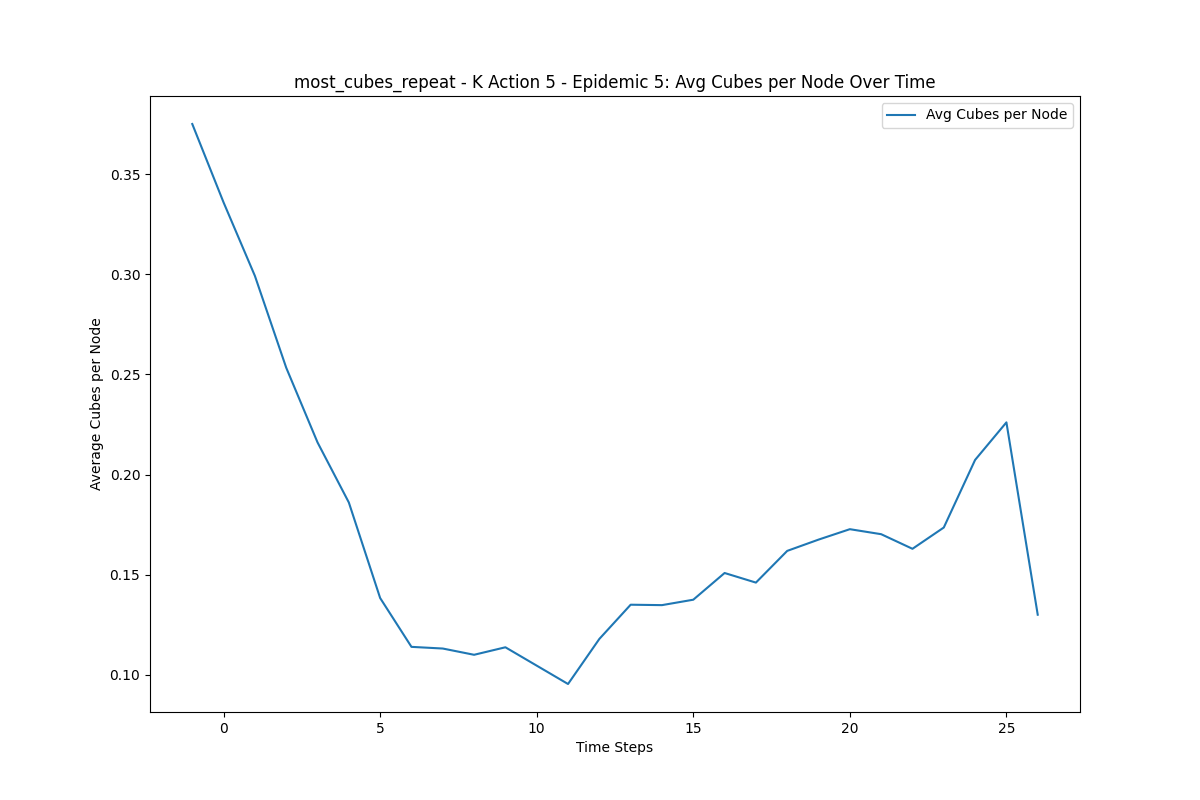 most_cubes_repeat - K Action 5 - Epidemic 5: Avg Cubes per Node Over Time
Avg Cubes per Node
Average Cubes per Node
0.35
0.30
0.25
0.20
0.15
0.10
0 5 10 15 20 25
Time Steps